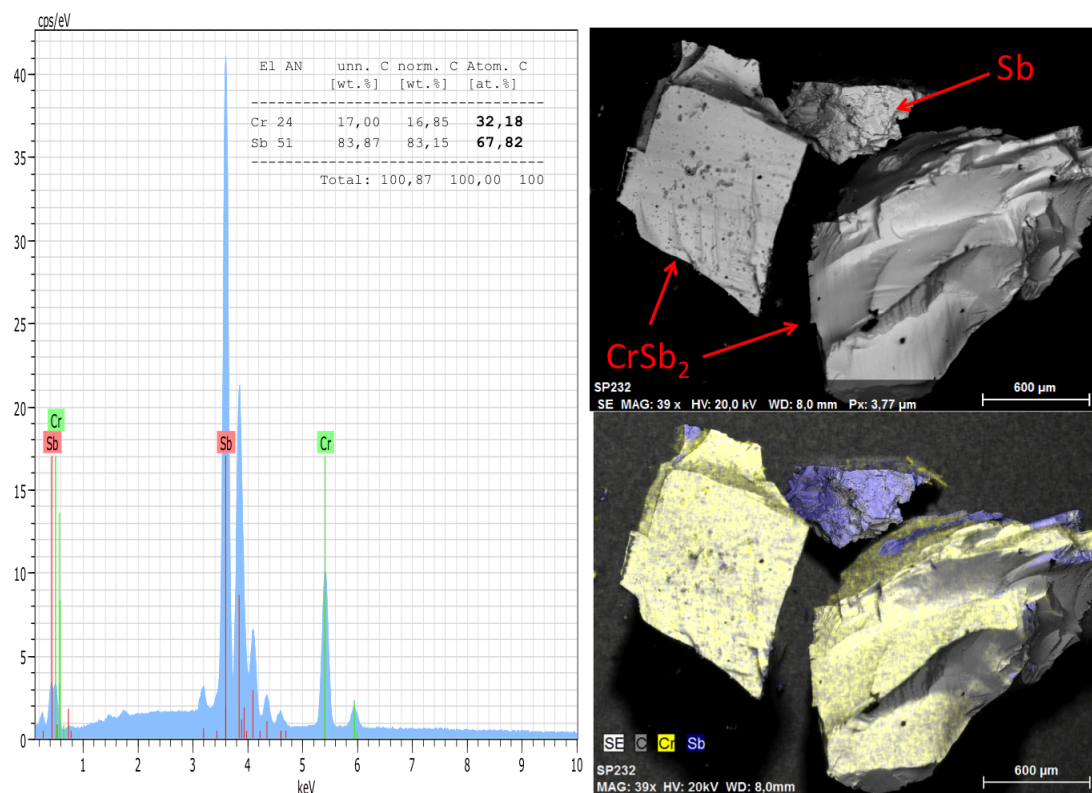 cps/eV
El AN unn. C norm. C Atom. C
[wt.%] [wt.%] [at.%]
Cr 24 17,00 16,85 32,18
Sb 51 83,87 83,15 67,82
Total: 100,87 100,00 100
40
35
30
25
20
15
10
5
0
Cr
Sb
Sb
Cr
1 2 3 4 5 6 7 8 9 10
keV
Sb
CrSb₂
SP232
SE MAG: 39 x HV: 20,0 kV WD: 8,0 mm Px: 3,77 µm
600 µm
SE C Cr Sb
SP232
MAG: 39x HV: 20kV WD: 8,0mm
600 µm